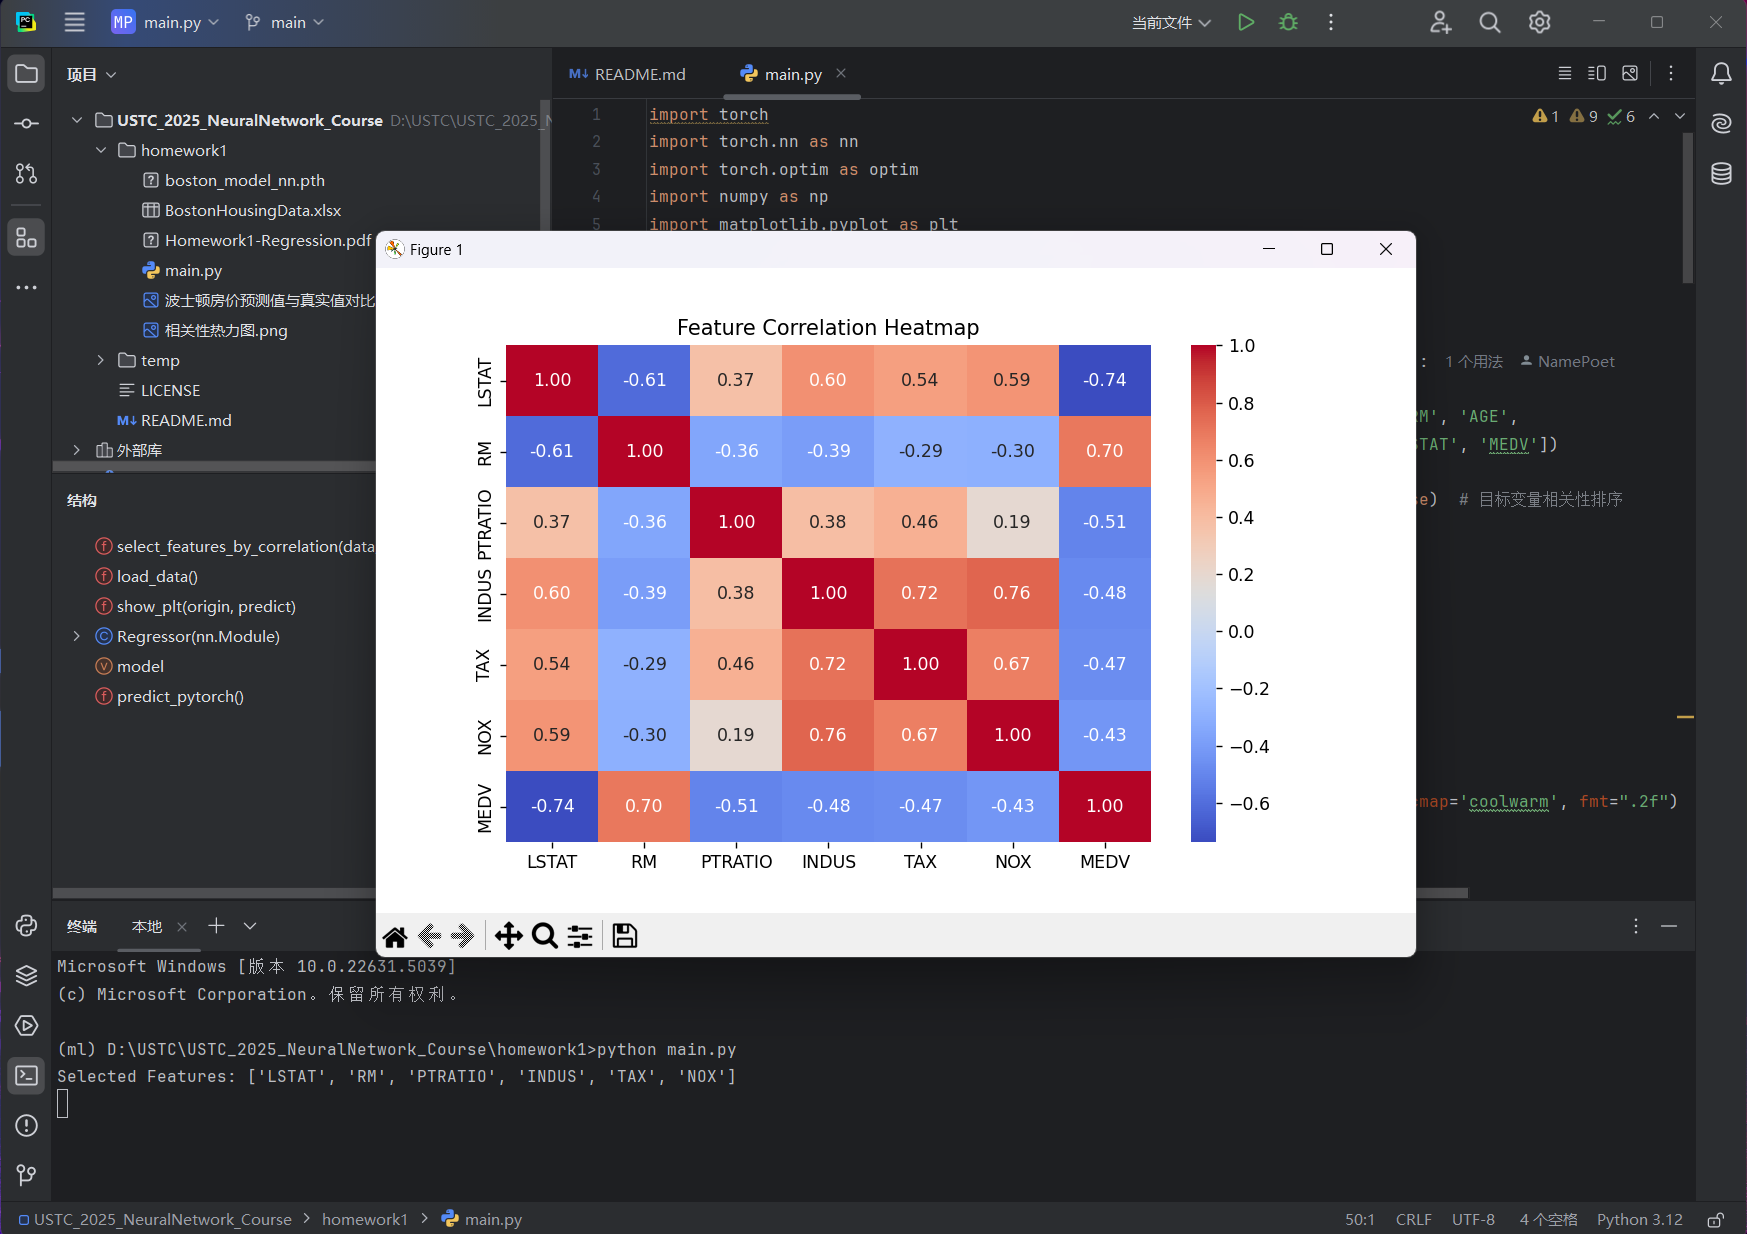 MP main.py main 当前文件
项目
USTC_2025_NeuralNetwork_Course D:\USTC\USTC_2025_N
homework1
boston_model_nn.pth
BostonHousingData.xlsx
Homework1-Regression.pdf
main.py
波士顿房价预测值与真实值对比
相关性热力图.png
temp
LICENSE
README.md
外部库
结构
select_features_by_correlation(data
load_data()
show_plt(origin, predict)
Regressor(nn.Module)
model
predict_pytorch()
README.md main.py
1 import torch
2 import torch.nn as nn
3 import torch.optim as optim
4 import numpy as np
5 import matplotlib.pyplot as plt
1 9 6
: 1 个用法 NamePoet
RM', 'AGE',
STAT', 'MEDV'])
e) # 目标变量相关性排序
cmap='coolwarm', fmt=".2f")
Figure 1
Feature Correlation Heatmap
LSTAT 1.00 -0.61 0.37 0.60 0.54 0.59 -0.74
RM -0.61 1.00 -0.36 -0.39 -0.29 -0.30 0.70
PTRATIO 0.37 -0.36 1.00 0.38 0.46 0.19 -0.51
INDUS 0.60 -0.39 0.38 1.00 0.72 0.76 -0.48
TAX 0.54 -0.29 0.46 0.72 1.00 0.67 -0.47
NOX 0.59 -0.30 0.19 0.76 0.67 1.00 -0.43
MEDV -0.74 0.70 -0.51 -0.48 -0.47 -0.43 1.00
LSTAT RM PTRATIO INDUS TAX NOX MEDV
1.0
0.8
0.6
0.4
0.2
0.0
−0.2
−0.4
−0.6
终端 本地
Microsoft Windows [版本 10.0.22631.5039]
(c) Microsoft Corporation。保留所有权利。
(ml) D:\USTC\USTC_2025_NeuralNetwork_Course\homework1>python main.py
Selected Features: ['LSTAT', 'RM', 'PTRATIO', 'INDUS', 'TAX', 'NOX']
USTC_2025_NeuralNetwork_Course > homework1 > main.py 50:1 CRLF UTF-8 4 个空格 Python 3.12